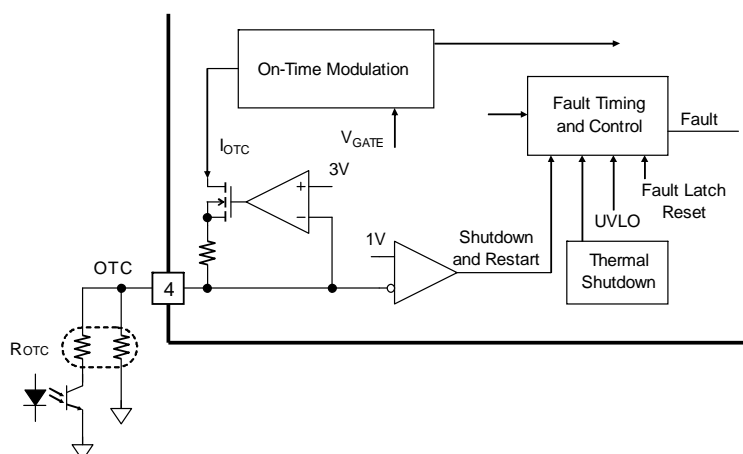 On-Time Modulation
Fault Timing
and Control
Fault
V_GATE
I_OTC
3V
+
−
Fault Latch
Reset
UVLO
1V
Shutdown
and Restart
Thermal
Shutdown
OTC
4
R_OTC